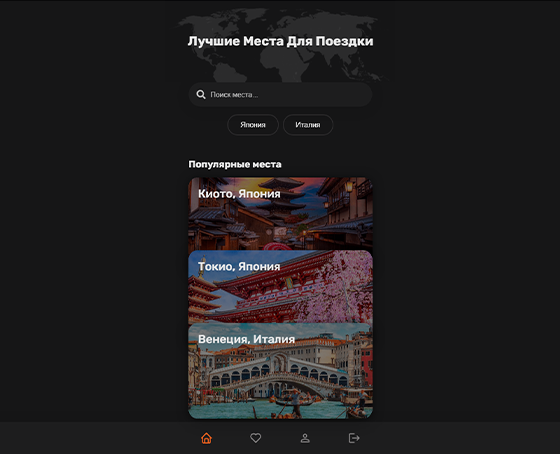 Лучшие Места Для Поездки
Поиск места...
Япония
Италия
Популярные места
Киото, Япония
Токио, Япония
Венеция, Италия